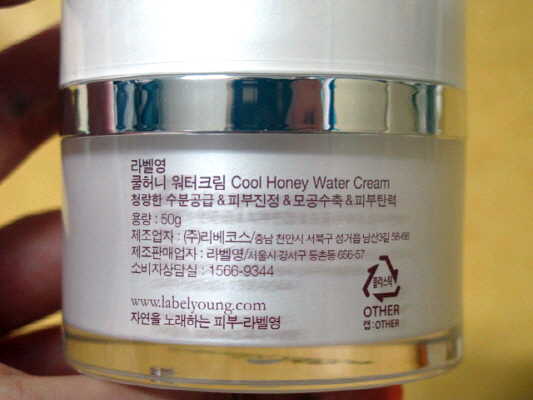 라벨영
쿨허니 워터크림 Cool Honey Water Cream
청량한 수분공급 & 피부진정 & 모공수축 & 피부탄력
용량 : 50g
제조업자 : (주)리베코스/충남 천안시 서북구 성거읍 남산3길 58-68
제조판매업자 : 라벨영/서울시 강서구 등촌동 656-57
소비자상담실 : 1566-9344
플라스틱
www.labelyoung.com
OTHER
자연을 노래하는 피부-라벨영
캡:OTHER